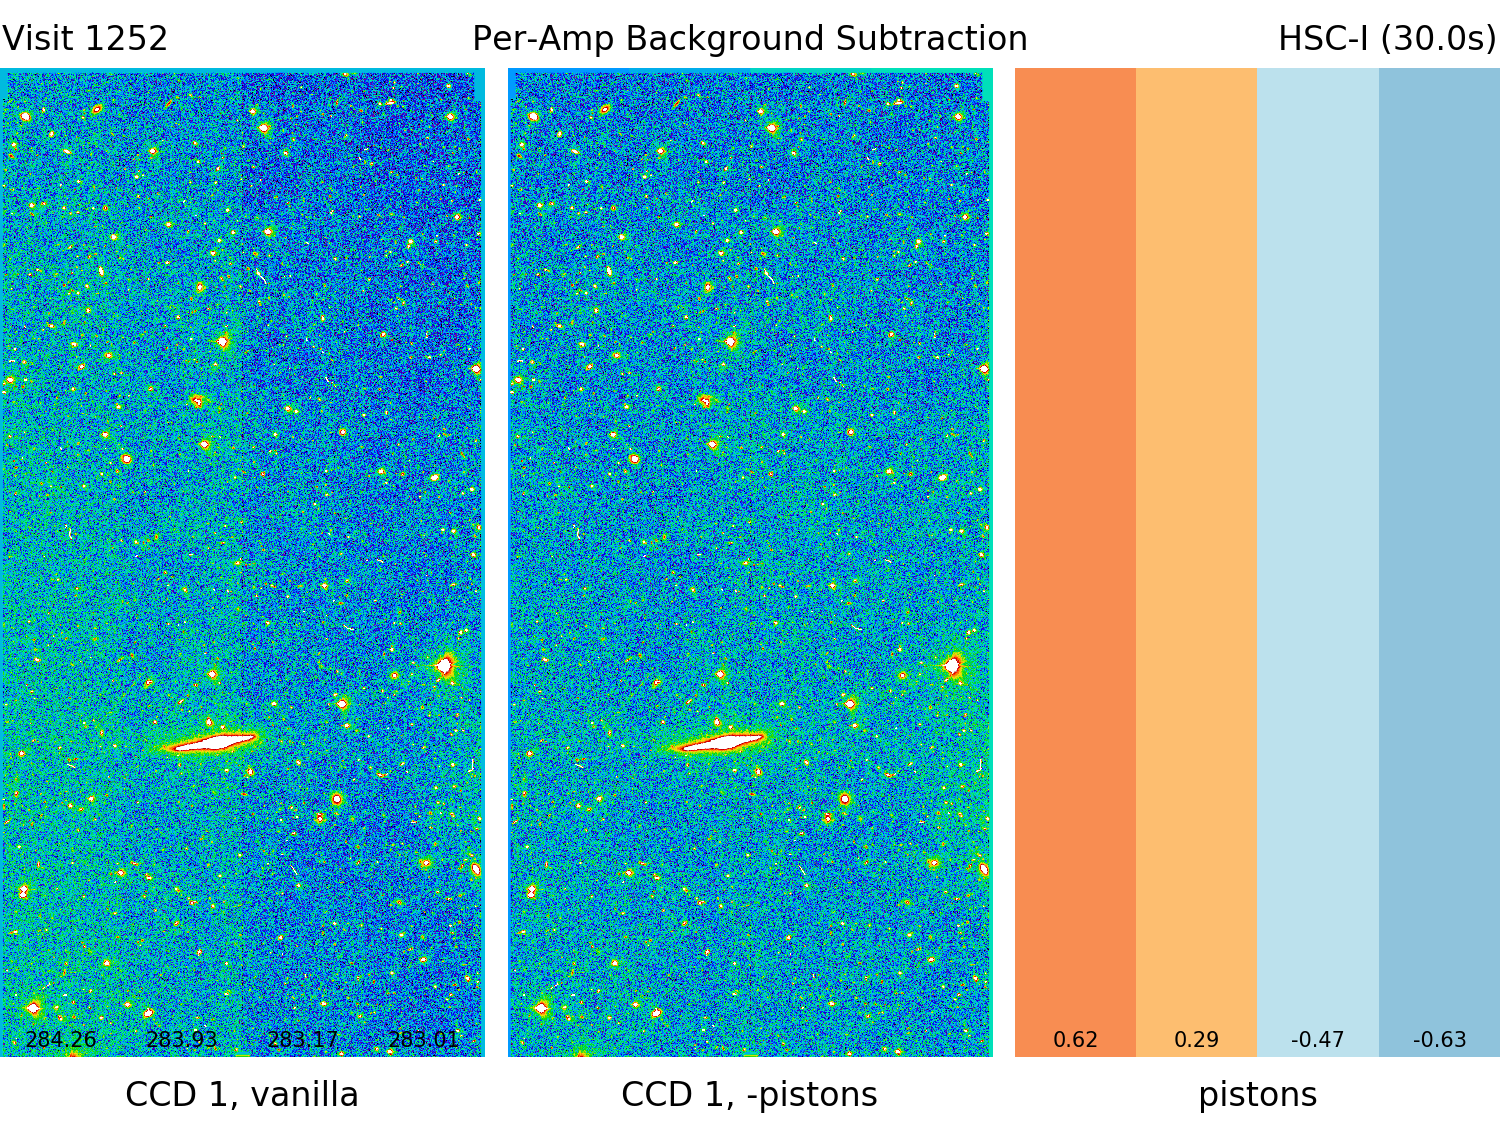 Visit 1252 Per-Amp Background Subtraction HSC-I (30.0s)
284.26 283.93 283.17 283.01 0.62 0.29 -0.47 -0.63
CCD 1, vanilla CCD 1, -pistons pistons